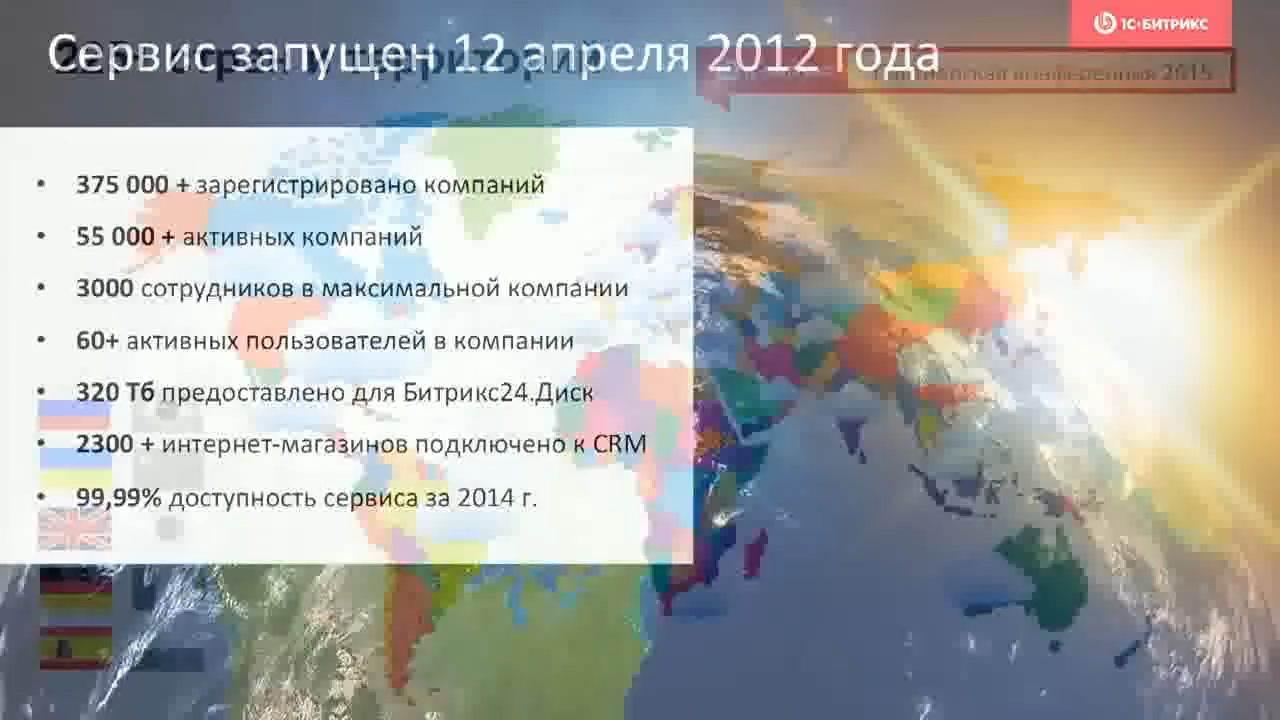 Сервис запущен 12 апреля 2012 года
1С·БИТРИКС
конференция 2015
• 375 000 + зарегистрировано компаний
• 55 000 + активных компаний
• 3000 сотрудников в максимальной компании
• 60+ активных пользователей в компании
• 320 Тб предоставлено для Битрикс24.Диск
• 2300 + интернет-магазинов подключено к CRM
• 99,99% доступность сервиса за 2014 г.